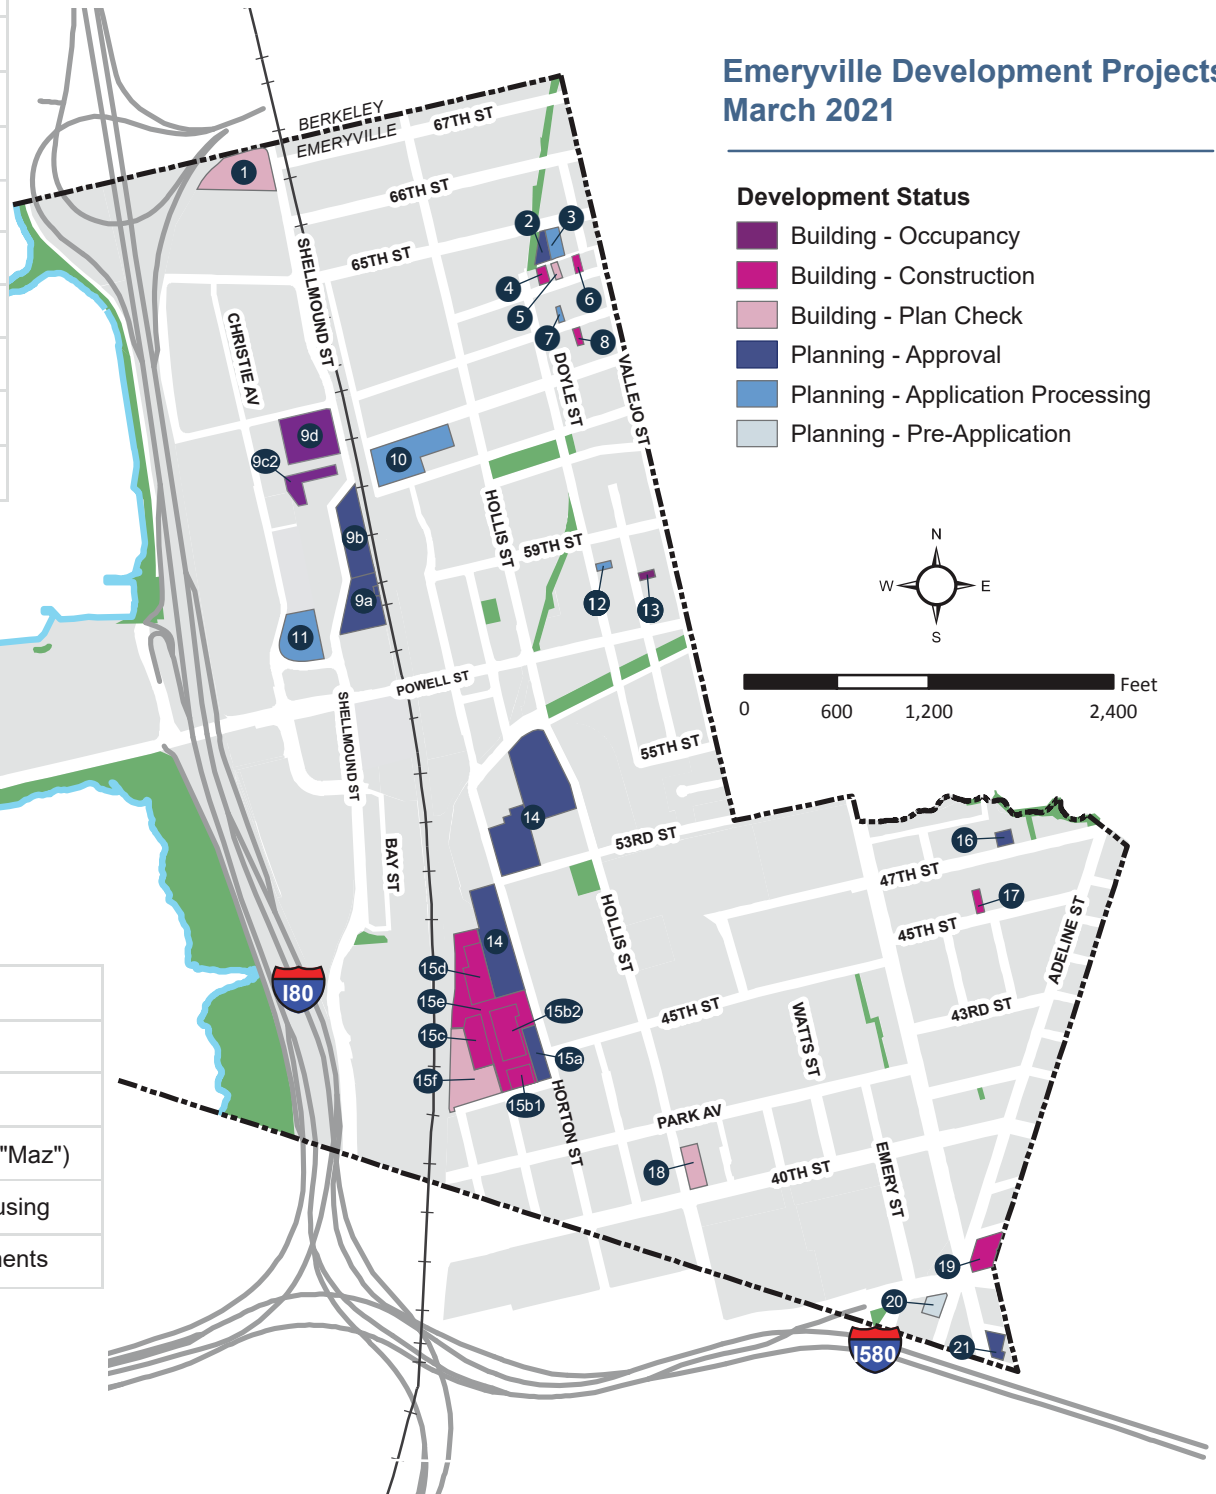 Emeryville Development Projects
March 2021
Development Status
Building - Occupancy
Building - Construction
Building - Plan Check
Planning - Approval
Planning - Application Processing
Planning - Pre-Application
N
W
E
S
Feet
0
600
1,200
2,400
BERKELEY
EMERYVILLE
67TH ST
1
66TH ST
2
3
65TH ST
SHELLMOUND ST
4
5
6
7
8
CHRISTIE AV
DOYLE ST
VALLEJO ST
9d
9c2
10
HOLLIS ST
9b
59TH ST
9a
12
13
11
POWELL ST
SHELLMOUND ST
55TH ST
14
53RD ST
BAY ST
16
47TH ST
17
45TH ST
HOLLIS ST
ADELINE ST
14
15d
I80
15e
15b2
45TH ST
43RD ST
WATTS ST
15c
15a
15f
15b1
HORTON ST
PARK AV
"Maz")
18
40TH ST
EMERY ST
using
ents
19
20
I580
21